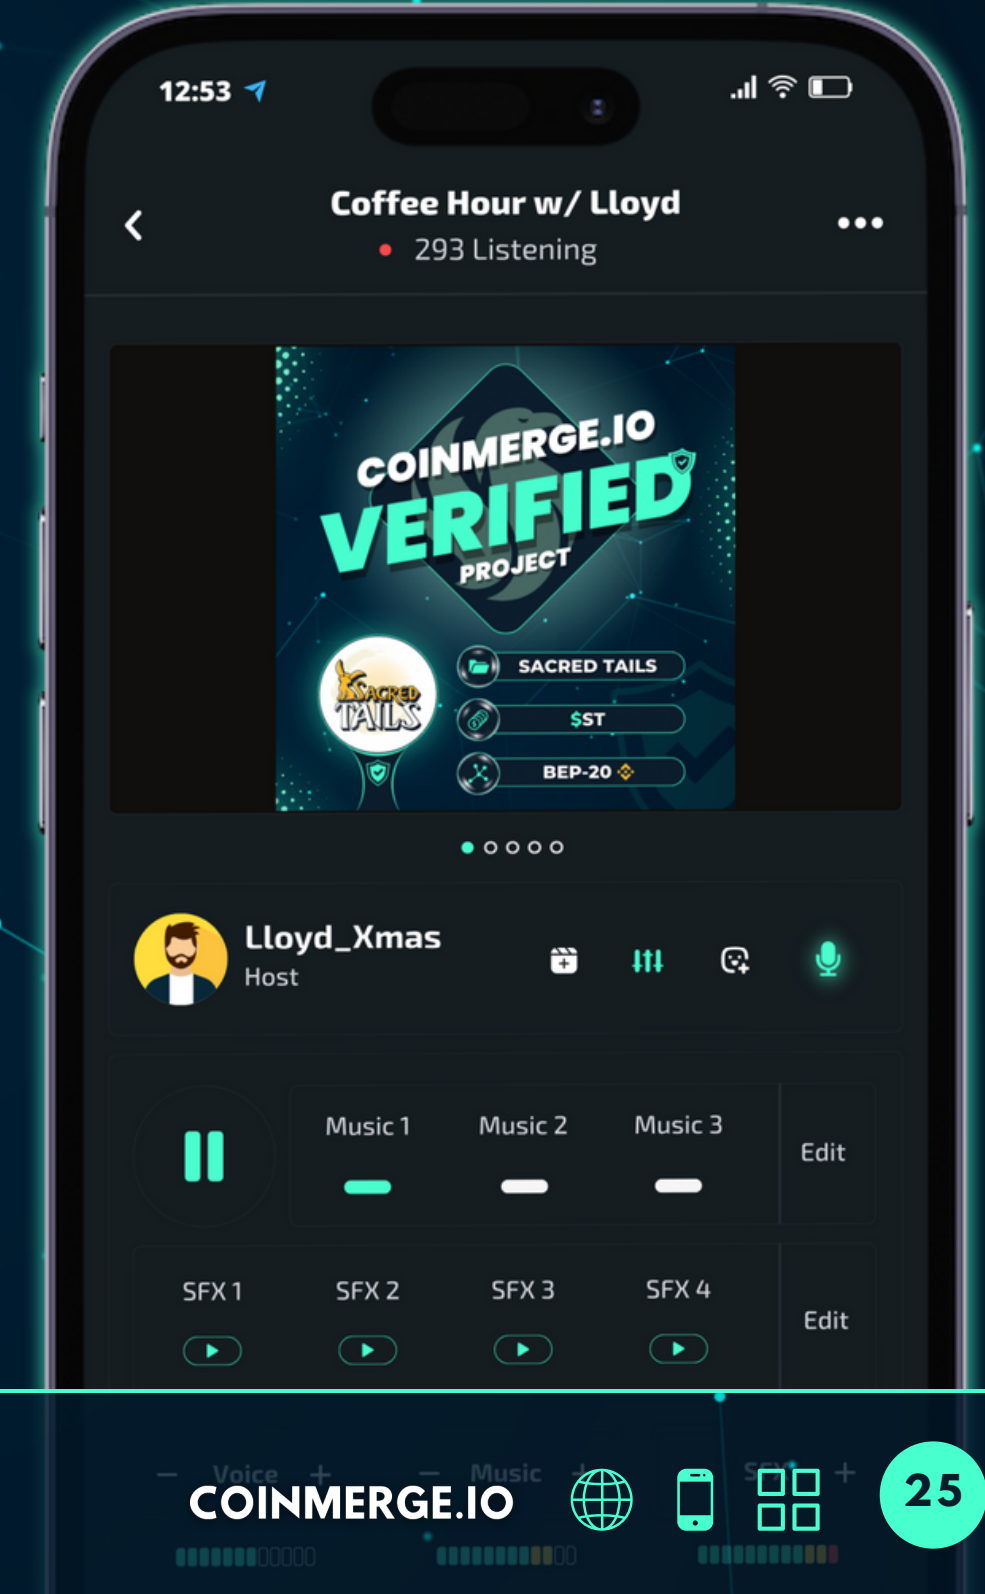 12:53
Coffee Hour w/ Lloyd
293 Listening
COINMERGE.IO
VERIFIED
PROJECT
SACRED
TAILS
SACRED TAILS
$ST
BEP-20
Lloyd_Xmas
Host
Music 1 Music 2 Music 3
Edit
SFX 1 SFX 2 SFX 3 SFX 4
Edit
− Voice + − Music + SFX +
COINMERGE.IO
25